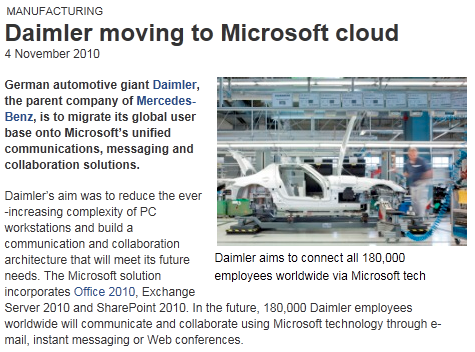 MANUFACTURING
Daimler moving to Microsoft cloud
4 November 2010
German automotive giant Daimler,
the parent company of Mercedes-
Benz, is to migrate its global user
base onto Microsoft’s unified
communications, messaging and
collaboration solutions.
Daimler’s aim was to reduce the ever
-increasing complexity of PC
workstations and build a
communication and collaboration
architecture that will meet its future
needs. The Microsoft solution
incorporates Office 2010, Exchange
Daimler aims to connect all 180,000
employees worldwide via Microsoft tech
Server 2010 and SharePoint 2010. In the future, 180,000 Daimler employees
worldwide will communicate and collaborate using Microsoft technology through e-
mail, instant messaging or Web conferences.